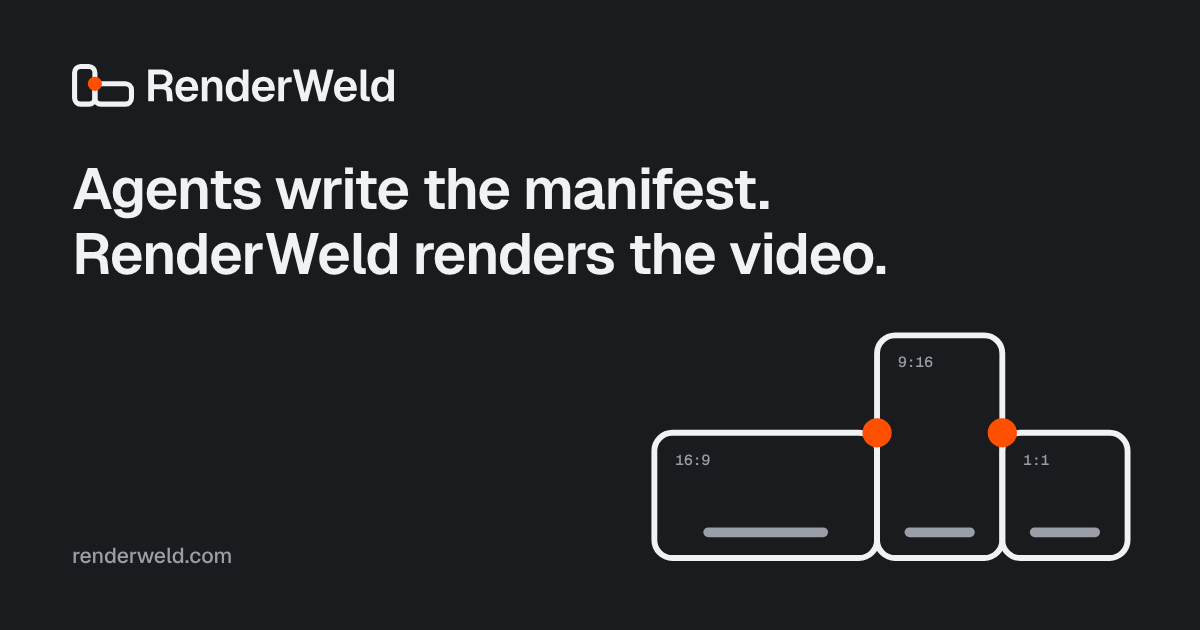 RenderWeld
Agents write the manifest.
RenderWeld renders the video.
9:16
16:9
1:1
renderweld.com